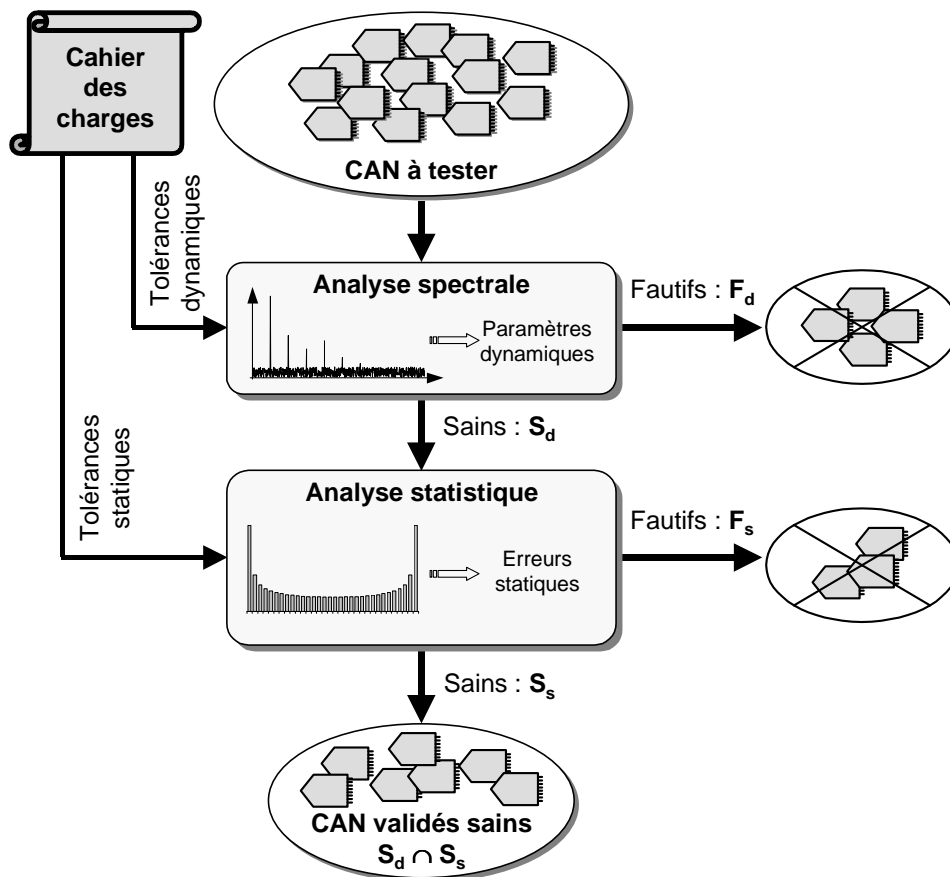 Cahier
des
charges
CAN à tester
Tolérances
dynamiques
Analyse spectrale
Paramètres
dynamiques
Fautifs : F_d
Sains : S_d
Tolérances
statiques
Analyse statistique
Erreurs
statiques
Fautifs : F_s
Sains : S_s
CAN validés sains
S_d ∩ S_s